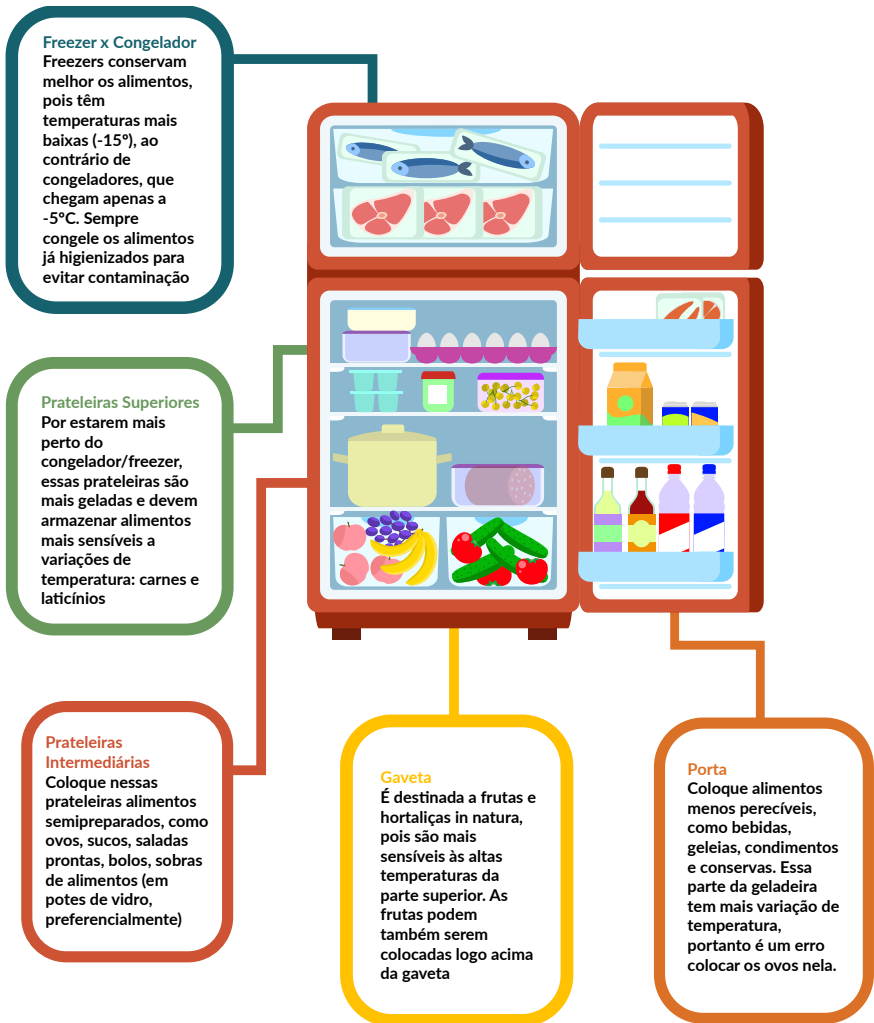 Freezer x Congelador
Freezers conservam
melhor os alimentos,
pois têm
temperaturas mais
baixas (-15º), ao
contrário de
congeladores, que
chegam apenas a
-5ºC. Sempre
congele os alimentos
já higienizados para
evitar contaminação
Prateleiras Superiores
Por estarem mais
perto do
congelador/freezer,
essas prateleiras são
mais geladas e devem
armazenar alimentos
mais sensíveis a
variações de
temperatura: carnes e
laticínios
Prateleiras
Intermediárias
Coloque nessas
prateleiras alimentos
semipreparados, como
ovos, sucos, saladas
prontas, bolos, sobras
de alimentos (em
potes de vidro,
preferencialmente)
Gaveta
É destinada a frutas e
hortaliças in natura,
pois são mais
sensíveis às altas
temperaturas da
parte superior. As
frutas podem
também serem
colocadas logo acima
da gaveta
Porta
Coloque alimentos
menos perecíveis,
como bebidas,
geleias, condimentos
e conservas. Essa
parte da geladeira
tem mais variação de
temperatura,
portanto é um erro
colocar os ovos nela.